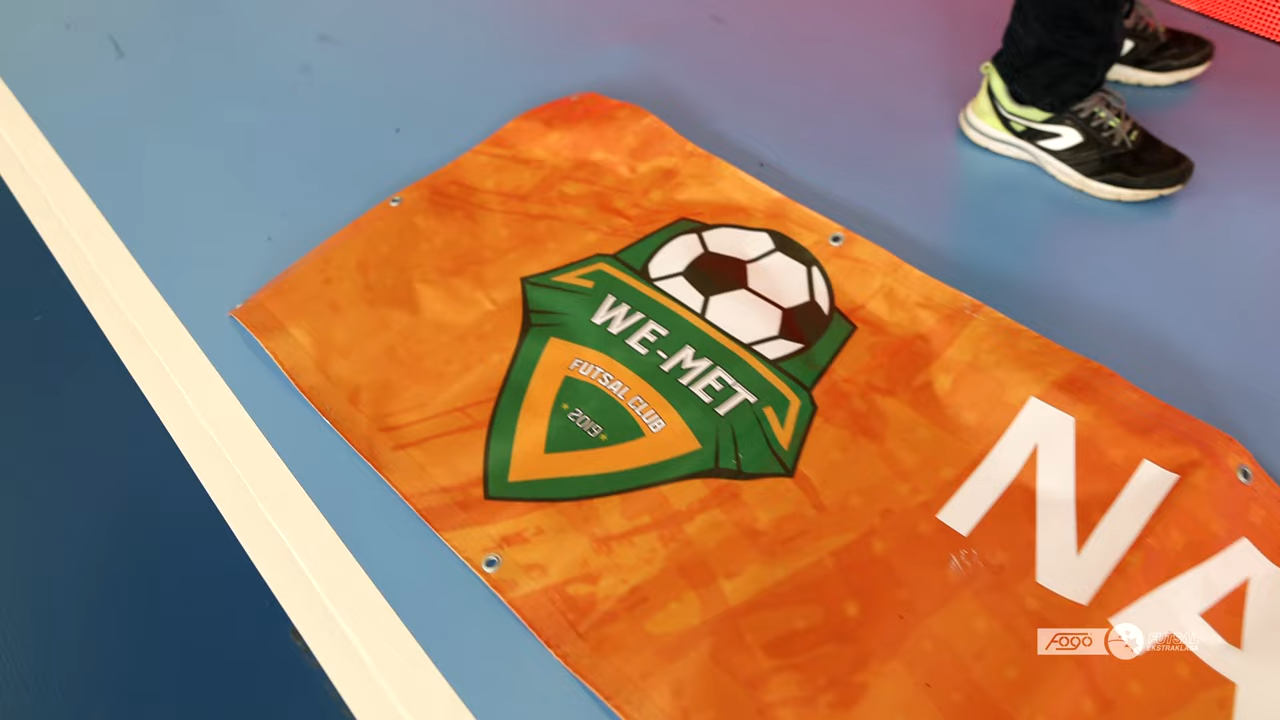 WE-MET
FUTSAL CLUB
2019
NA
FOGO
FUTSAL
EKSTRAKLASA